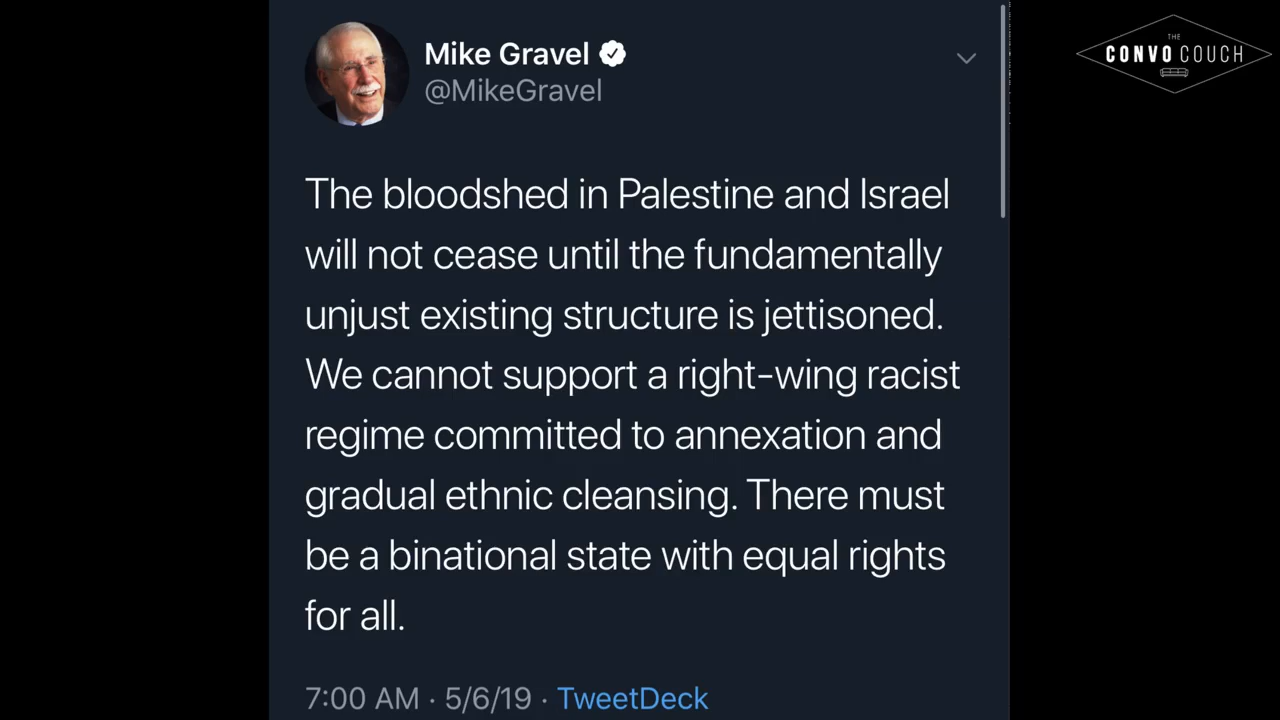 Mike Gravel
@MikeGravel
THE
CONVO COUCH
The bloodshed in Palestine and Israel
will not cease until the fundamentally
unjust existing structure is jettisoned.
We cannot support a right-wing racist
regime committed to annexation and
gradual ethnic cleansing. There must
be a binational state with equal rights
for all.
7:00 AM · 5/6/19 · TweetDeck